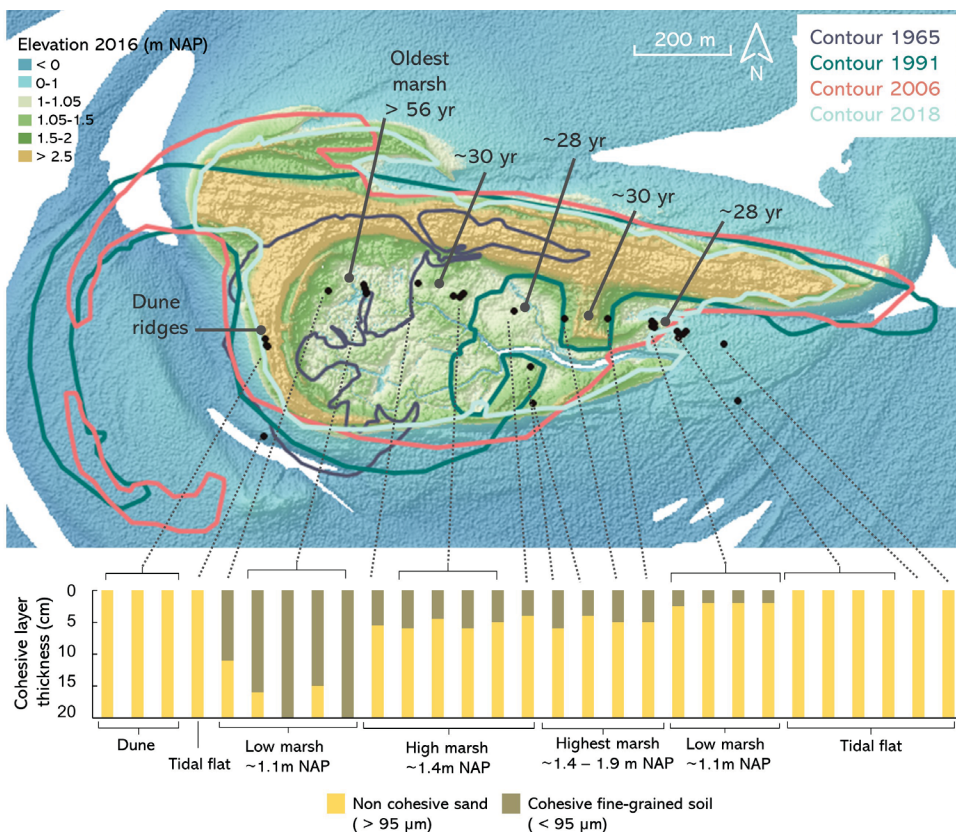 Elevation 2016 (m NAP)
< 0
0-1
1-1.05
1.05-1.5
1.5-2
> 2.5
200 m
N
Contour 1965
Contour 1991
Contour 2006
Contour 2018
Oldest
marsh
> 56 yr
~30 yr
~28 yr
~30 yr
~28 yr
Dune
ridges
Cohesive layer
thickness (cm)
0
5
10
15
20
Dune
Tidal flat
Low marsh
~1.1m NAP
High marsh
~1.4m NAP
Highest marsh
~1.4 – 1.9 m NAP
Low marsh
~1.1m NAP
Tidal flat
Non cohesive sand
( > 95 µm)
Cohesive fine-grained soil
( < 95 µm)